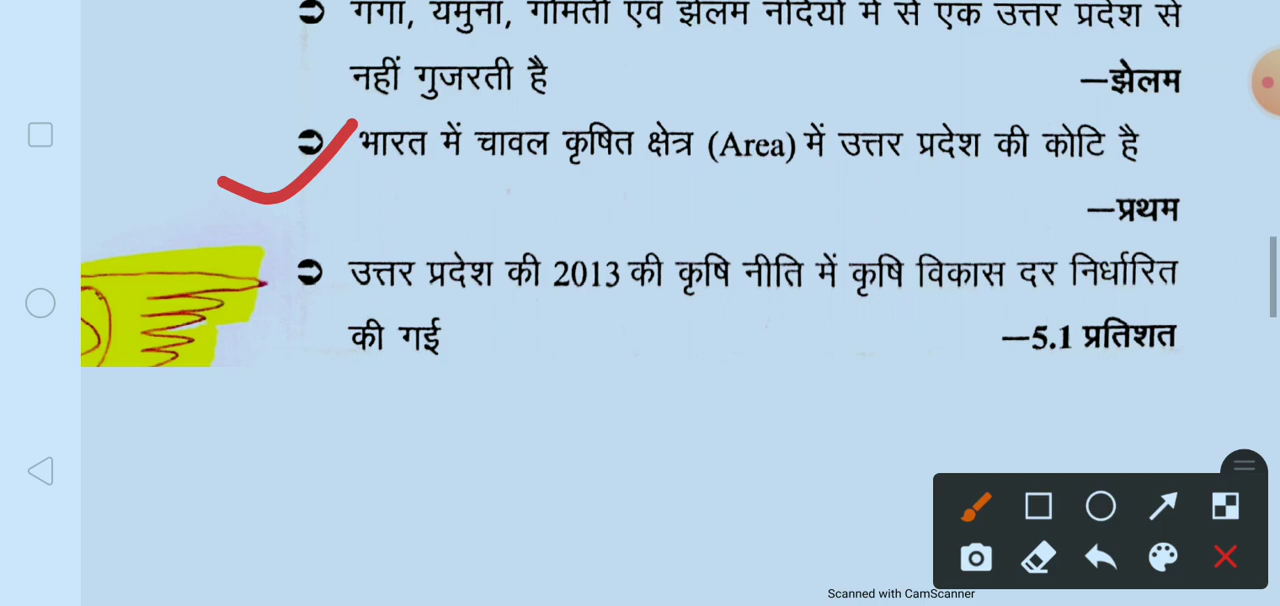 ➲ गंगा, यमुना, गोमती एवं झेलम नदियों में से एक उत्तर प्रदेश से
नहीं गुजरती है —झेलम
➲ भारत में चावल कृषित क्षेत्र (Area) में उत्तर प्रदेश की कोटि है
—प्रथम
➲ उत्तर प्रदेश की 2013 की कृषि नीति में कृषि विकास दर निर्धारित
की गई —5.1 प्रतिशत
Scanned with CamScanner